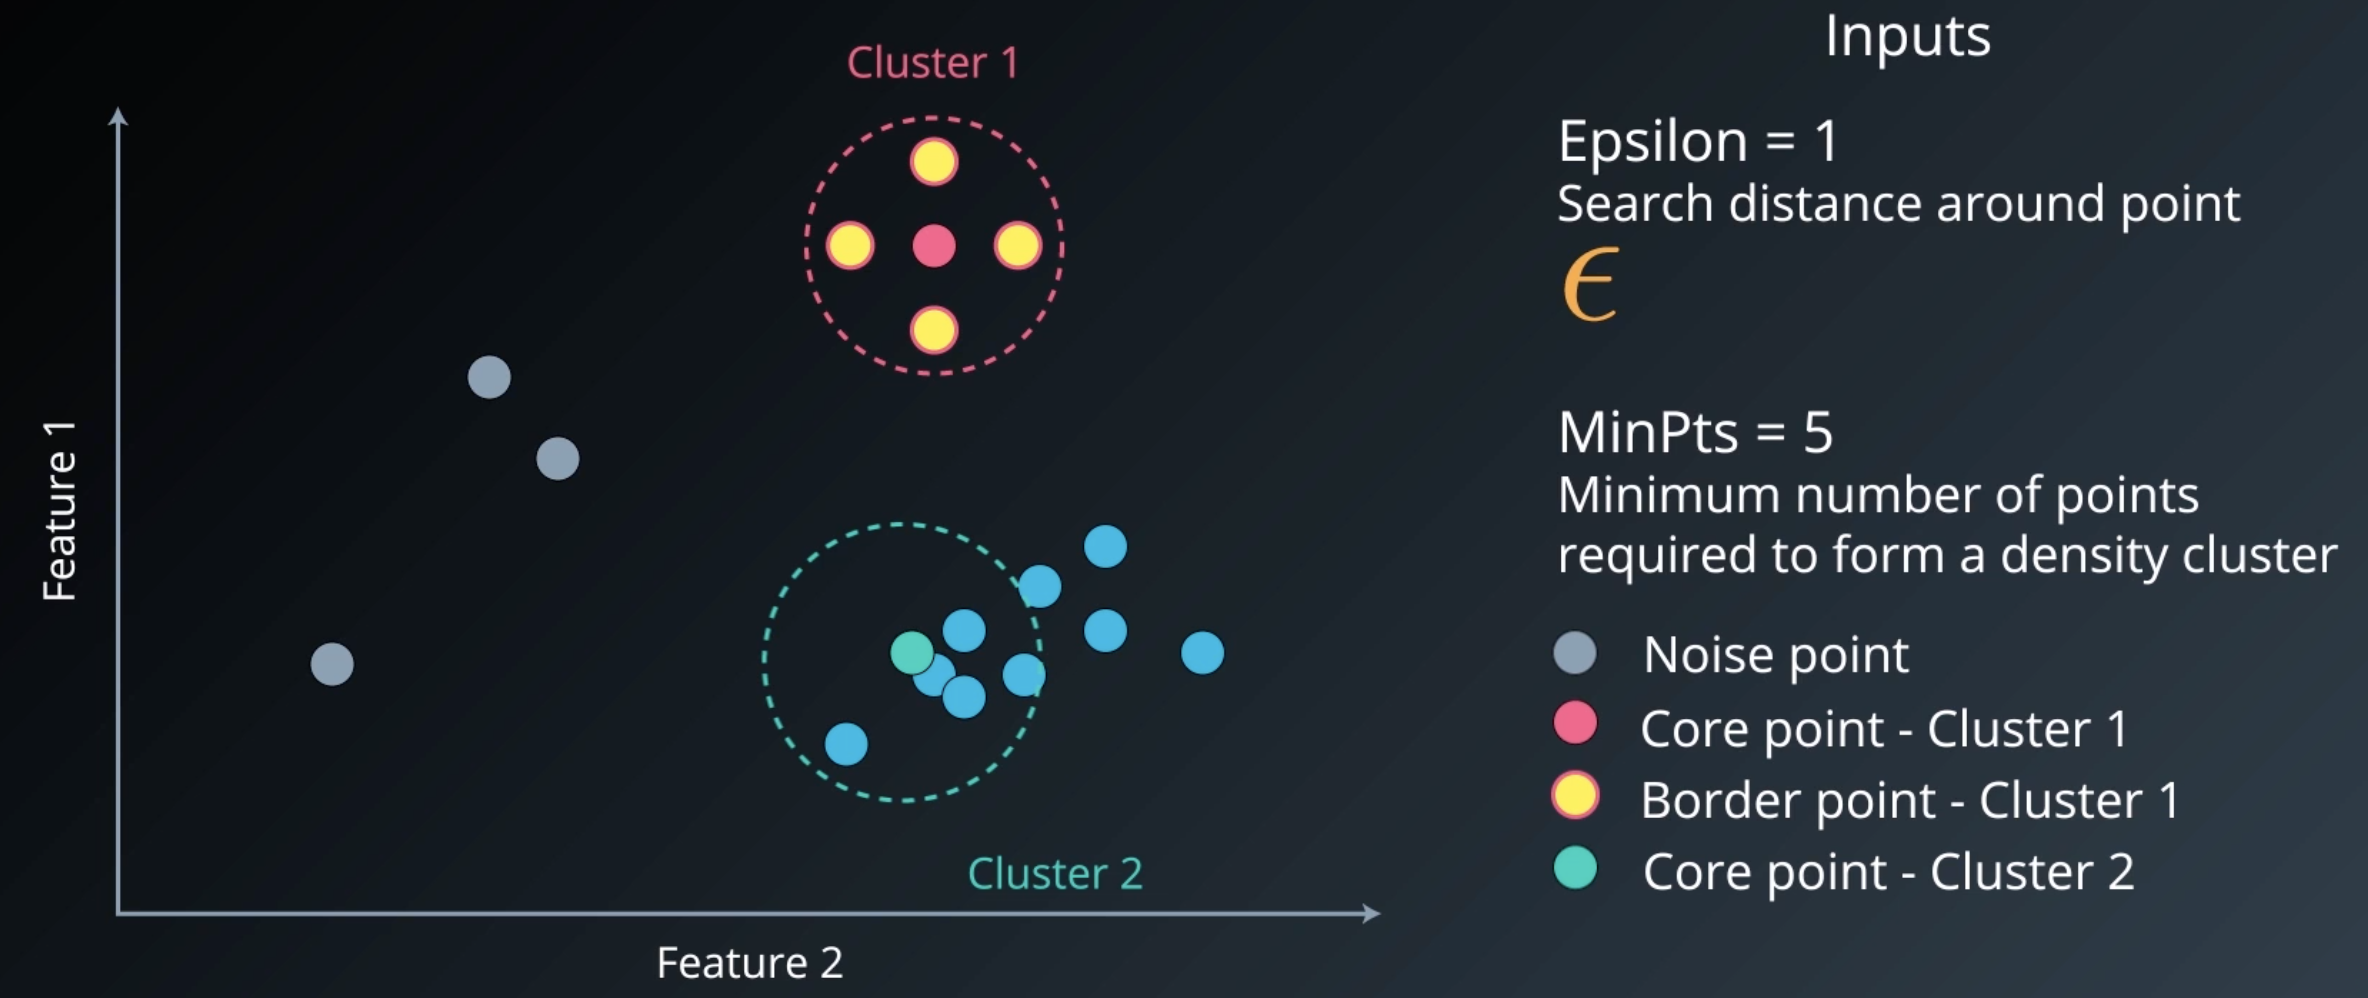 Inputs
Cluster 1
Epsilon = 1
Search distance around point
ϵ
MinPts = 5
Minimum number of points
required to form a density cluster
Feature 1
Noise point
Core point - Cluster 1
Border point - Cluster 1
Core point - Cluster 2
Cluster 2
Feature 2